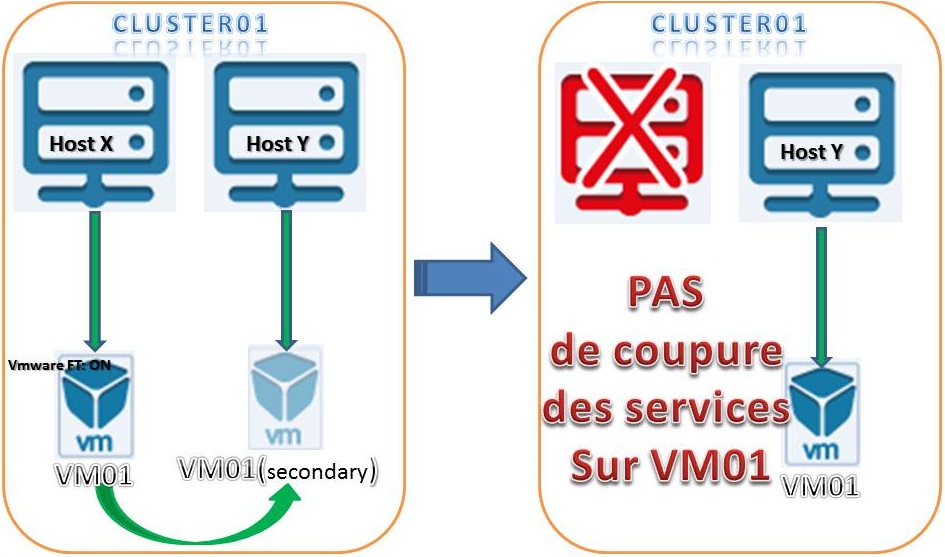 CLUSTER01
Host X
Host Y
Vmware FT: ON
vm
vm
VM01
VM01(secondary)
CLUSTER01
Host Y
PAS
de coupure
des services
Sur VM01
vm
VM01